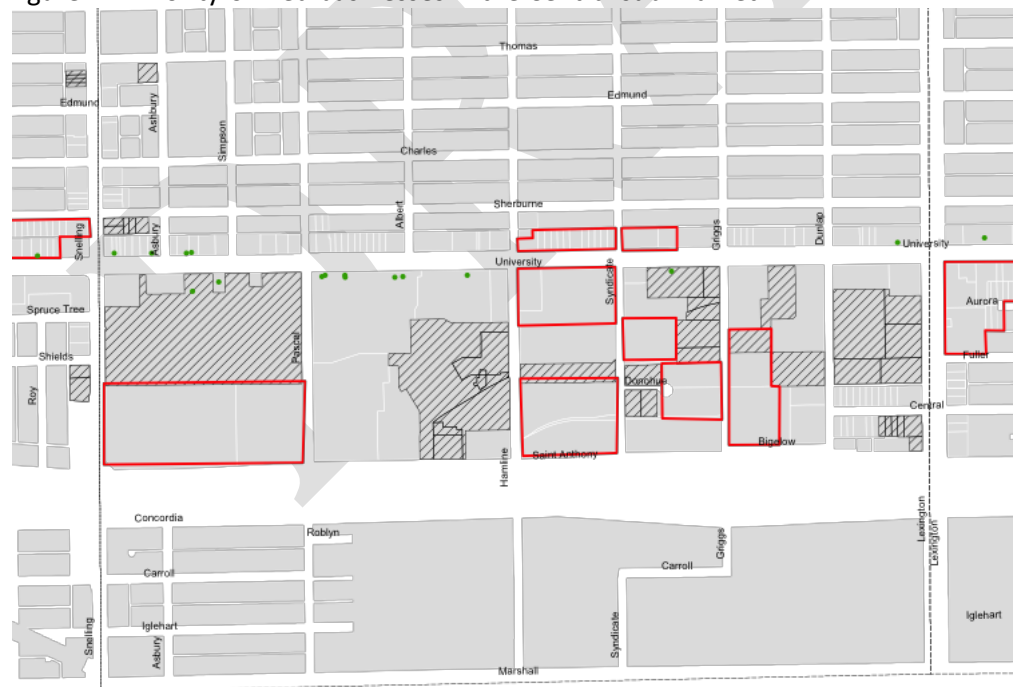 Thomas
Edmund
Edmund
Ashbury
Simpson
Charles
Sherburne
Albert
Snelling
Asbury
Griggs
Dunlap
University
University
Syndicate
Spruce Tree
Aurora
Shields
Pascal
Fuller
Roy
Donohue
Central
Bigelow
Saint Anthony
Hamline
Concordia
Roblyn
Lexington
Lexington
Griggs
Carroll
Carroll
Iglehart
Iglehart
Snelling
Asbury
Syndicate
Marshall